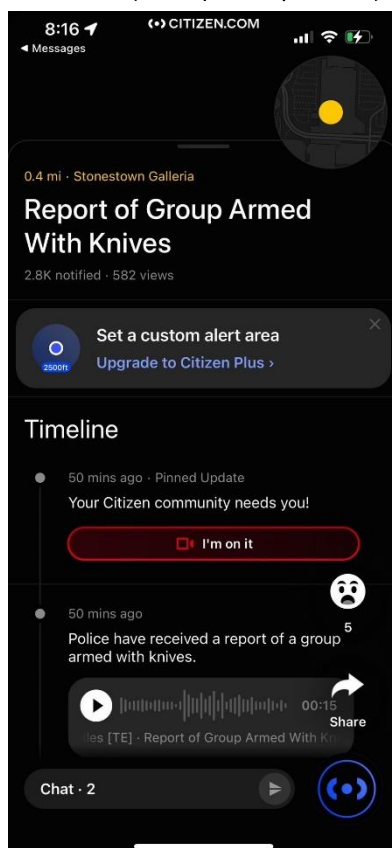 8:16
(•) CITIZEN.COM
◀ Messages
0.4 mi · Stonestown Galleria
Report of Group Armed
With Knives
2.8K notified · 582 views
Set a custom alert area
Upgrade to Citizen Plus ›
2500ft
Timeline
50 mins ago · Pinned Update
Your Citizen community needs you!
I'm on it
5
50 mins ago
Police have received a report of a group
armed with knives.
00:15
Share
[TE] · Report of Group Armed With
Chat · 2